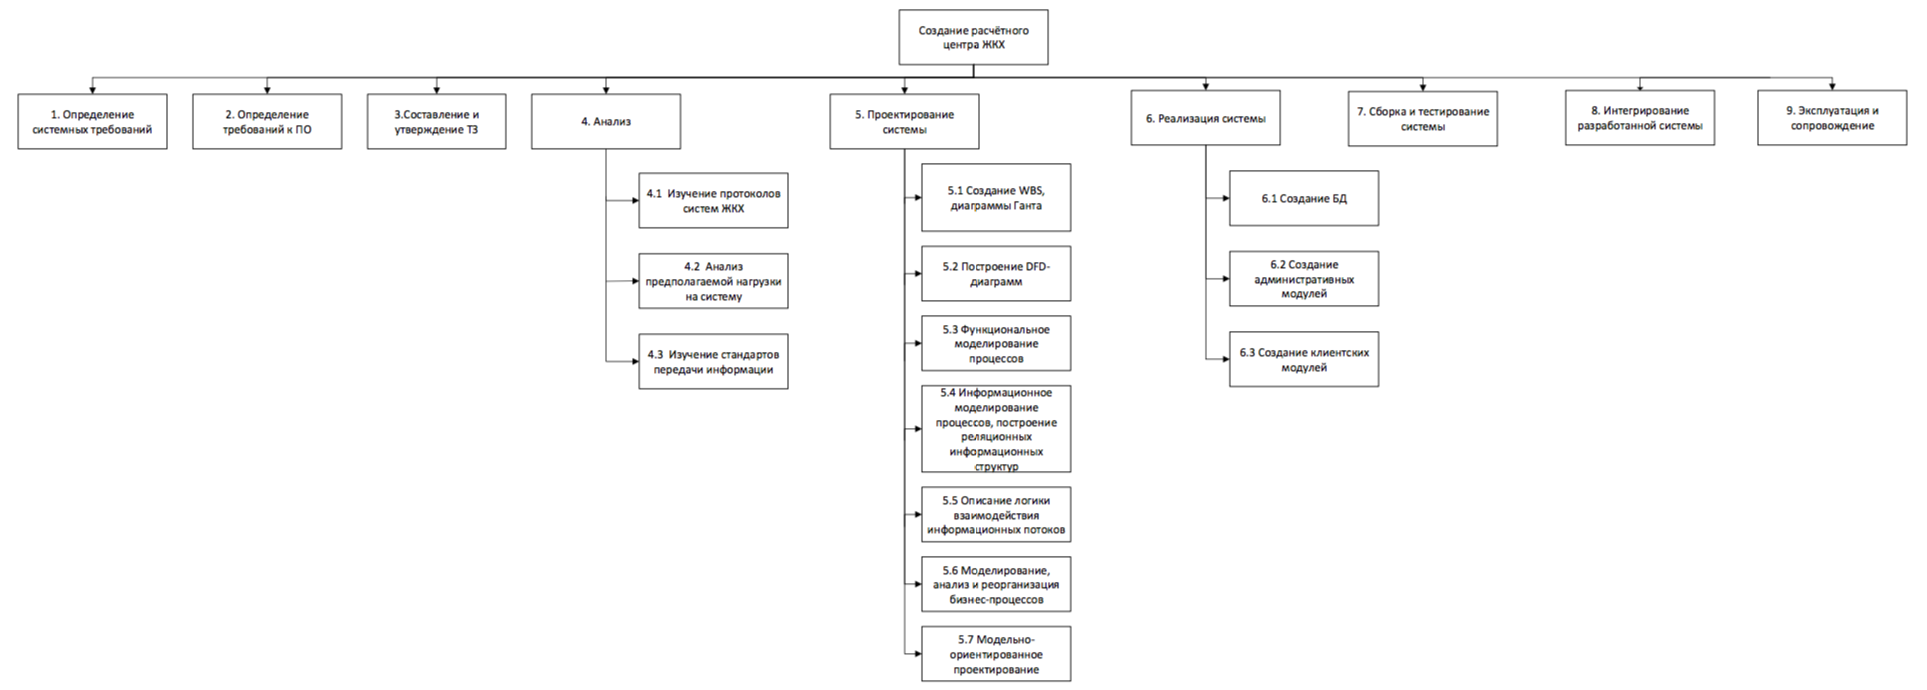 Создание расчётного
центра ЖКХ
1. Определение
системных требований
2. Определение
требований к ПО
3.Составление и
утверждение ТЗ
4. Анализ
5. Проектирование
системы
6. Реализация системы
7. Сборка и тестирование
системы
8. Интегрирование
разработанной системы
9. Эксплуатация и
сопровождение
4.1 Изучение протоколов
систем ЖКХ
4.2 Анализ
предполагаемой нагрузки
на систему
4.3 Изучение стандартов
передачи информации
5.1 Создание WBS,
диаграммы Ганта
5.2 Построение DFD-
диаграмм
5.3 Функциональное
моделирование
процессов
5.4 Информационное
моделирование
процессов, построение
реляционных
информационных
структур
5.5 Описание логики
взаимодействия
информационных потоков
5.6 Моделирование,
анализ и реорганизация
бизнес-процессов
5.7 Модельно-
ориентированное
проектирование
6.1 Создание БД
6.2 Создание
административных
модулей
6.3 Создание клиентских
модулей